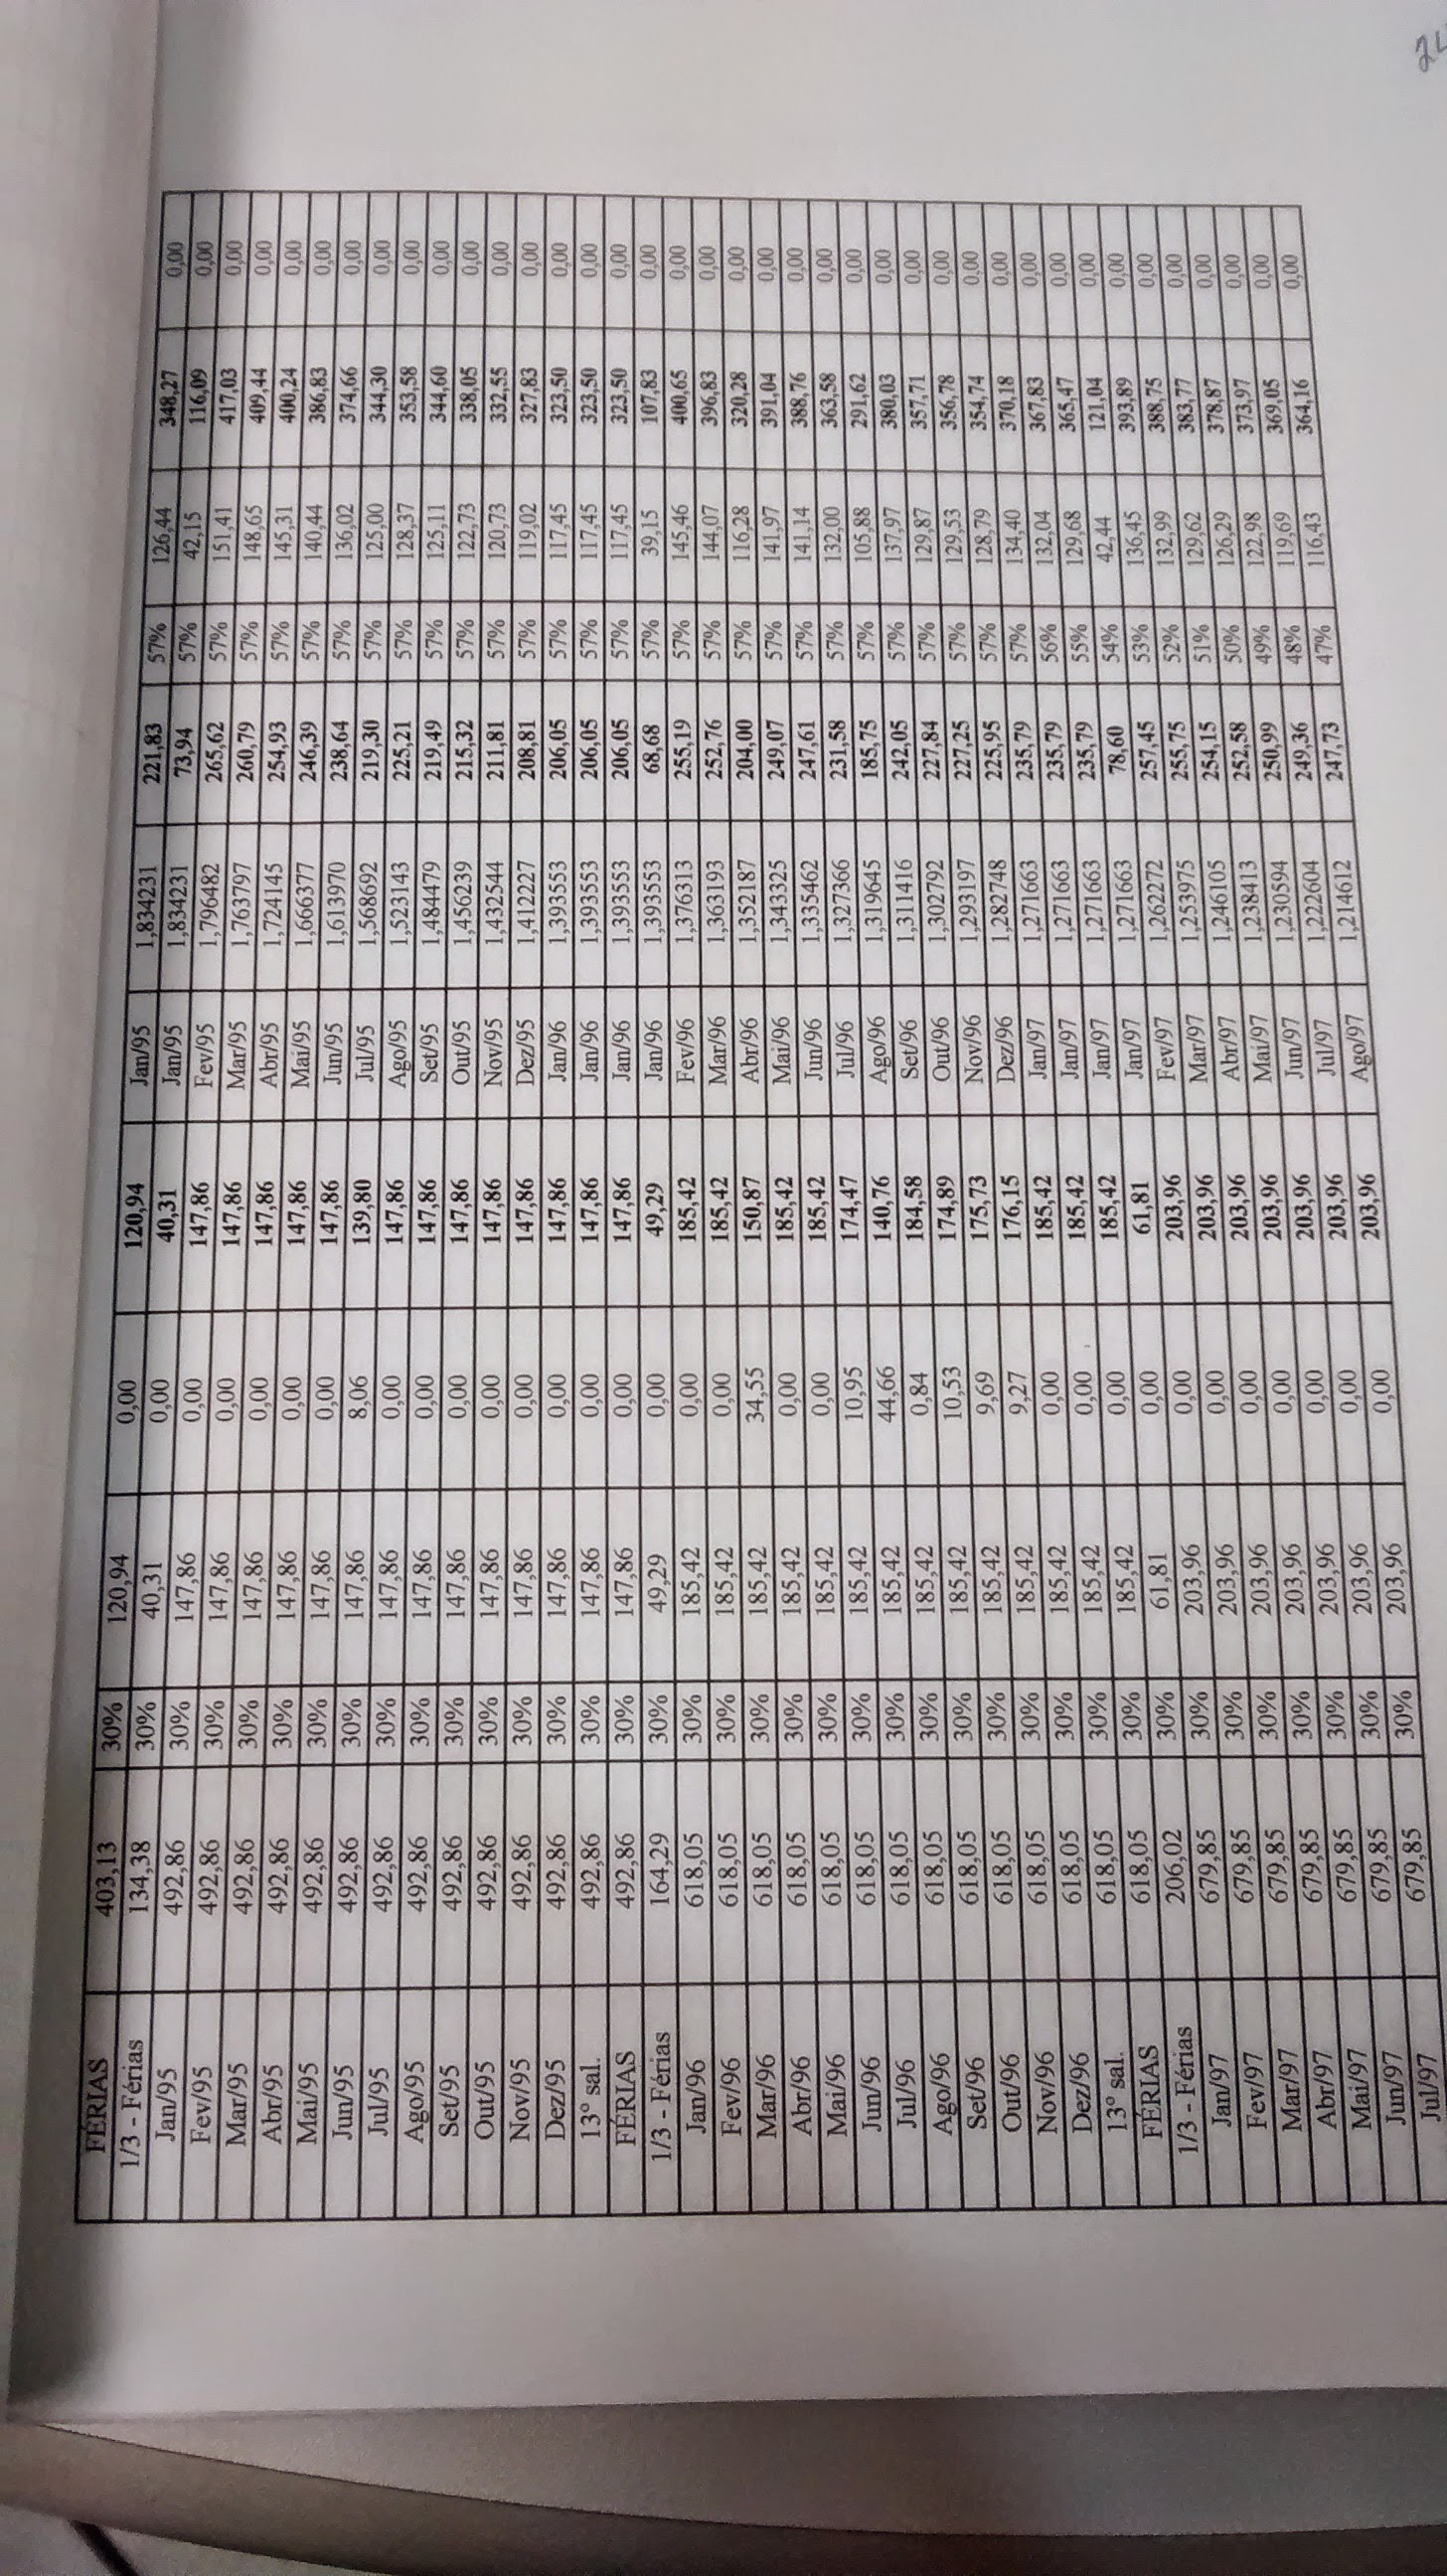 FÉRIAS 403,13 30% 120,94 0,00 120,94 Jan/95 1,834231 221,83 57% 126,44 348,27 0,00
1/3 - Férias 134,38 30% 40,31 0,00 40,31 Jan/95 1,834231 73,94 57% 42,15 116,09 0,00
Jan/95 492,86 30% 147,86 0,00 147,86 Fev/95 1,796482 265,62 57% 151,41 417,03 0,00
Fev/95 492,86 30% 147,86 0,00 147,86 Mar/95 1,763797 260,79 57% 148,65 409,44 0,00
Mar/95 492,86 30% 147,86 0,00 147,86 Abr/95 1,724145 254,93 57% 145,31 400,24 0,00
Abr/95 492,86 30% 147,86 0,00 147,86 Mai/95 1,666377 246,39 57% 140,44 386,83 0,00
Mai/95 492,86 30% 147,86 0,00 147,86 Jun/95 1,613970 238,64 57% 136,02 374,66 0,00
Jun/95 492,86 30% 147,86 8,06 139,80 Jul/95 1,568692 219,30 57% 125,00 344,30 0,00
Jul/95 492,86 30% 147,86 0,00 147,86 Ago/95 1,523143 225,21 57% 128,37 353,58 0,00
Ago/95 492,86 30% 147,86 0,00 147,86 Set/95 1,484479 219,49 57% 125,11 344,60 0,00
Set/95 492,86 30% 147,86 0,00 147,86 Out/95 1,456239 215,32 57% 122,73 338,05 0,00
Out/95 492,86 30% 147,86 0,00 147,86 Nov/95 1,432544 211,81 57% 120,73 332,55 0,00
Nov/95 492,86 30% 147,86 0,00 147,86 Dez/95 1,412227 208,81 57% 119,02 327,83 0,00
Dez/95 492,86 30% 147,86 0,00 147,86 Jan/96 1,393553 206,05 57% 117,45 323,50 0,00
13º sal. 492,86 30% 147,86 0,00 147,86 Jan/96 1,393553 206,05 57% 117,45 323,50 0,00
FÉRIAS 492,86 30% 147,86 0,00 147,86 Jan/96 1,393553 206,05 57% 117,45 323,50 0,00
1/3 - Férias 164,29 30% 49,29 0,00 49,29 Jan/96 1,393553 68,68 57% 39,15 107,83 0,00
Jan/96 618,05 30% 185,42 0,00 185,42 Fev/96 1,376313 255,19 57% 145,46 400,65 0,00
Fev/96 618,05 30% 185,42 0,00 185,42 Mar/96 1,363193 252,76 57% 144,07 396,83 0,00
Mar/96 618,05 30% 185,42 34,55 150,87 Abr/96 1,352187 204,00 57% 116,28 320,28 0,00
Abr/96 618,05 30% 185,42 0,00 185,42 Mai/96 1,343325 249,07 57% 141,97 391,04 0,00
Mai/96 618,05 30% 185,42 0,00 185,42 Jun/96 1,335462 247,61 57% 141,14 388,76 0,00
Jun/96 618,05 30% 185,42 10,95 174,47 Jul/96 1,327366 231,58 57% 132,00 363,58 0,00
Jul/96 618,05 30% 185,42 44,66 140,76 Ago/96 1,319645 185,75 57% 105,88 291,62 0,00
Ago/96 618,05 30% 185,42 0,84 184,58 Set/96 1,311416 242,05 57% 137,97 380,03 0,00
Set/96 618,05 30% 185,42 10,53 174,89 Out/96 1,302792 227,84 57% 129,87 357,71 0,00
Out/96 618,05 30% 185,42 9,69 175,73 Nov/96 1,293197 227,25 57% 129,53 356,78 0,00
Nov/96 618,05 30% 185,42 9,27 176,15 Dez/96 1,282748 225,95 57% 128,79 354,74 0,00
Dez/96 618,05 30% 185,42 0,00 185,42 Jan/97 1,271663 235,79 57% 134,40 370,18 0,00
13º sal. 618,05 30% 185,42 0,00 185,42 Jan/97 1,271663 235,79 56% 132,04 367,83 0,00
FÉRIAS 618,05 30% 185,42 0,00 185,42 Jan/97 1,271663 235,79 55% 129,68 365,47 0,00
1/3 - Férias 206,02 30% 61,81 0,00 61,81 Jan/97 1,271663 78,60 54% 42,44 121,04 0,00
Jan/97 679,85 30% 203,96 0,00 203,96 Fev/97 1,262272 257,45 53% 136,45 393,89 0,00
Fev/97 679,85 30% 203,96 0,00 203,96 Mar/97 1,253975 255,75 52% 132,99 388,75 0,00
Mar/97 679,85 30% 203,96 0,00 203,96 Abr/97 1,246105 254,15 51% 129,62 383,77 0,00
Abr/97 679,85 30% 203,96 0,00 203,96 Mai/97 1,238413 252,58 50% 126,29 378,87 0,00
Mai/97 679,85 30% 203,96 0,00 203,96 Jun/97 1,230594 250,99 49% 122,98 373,97 0,00
Jun/97 679,85 30% 203,96 0,00 203,96 Jul/97 1,222604 249,36 48% 119,69 369,05 0,00
Jul/97 679,85 30% 203,96 0,00 203,96 Ago/97 1,214612 247,73 47% 116,43 364,16 0,00